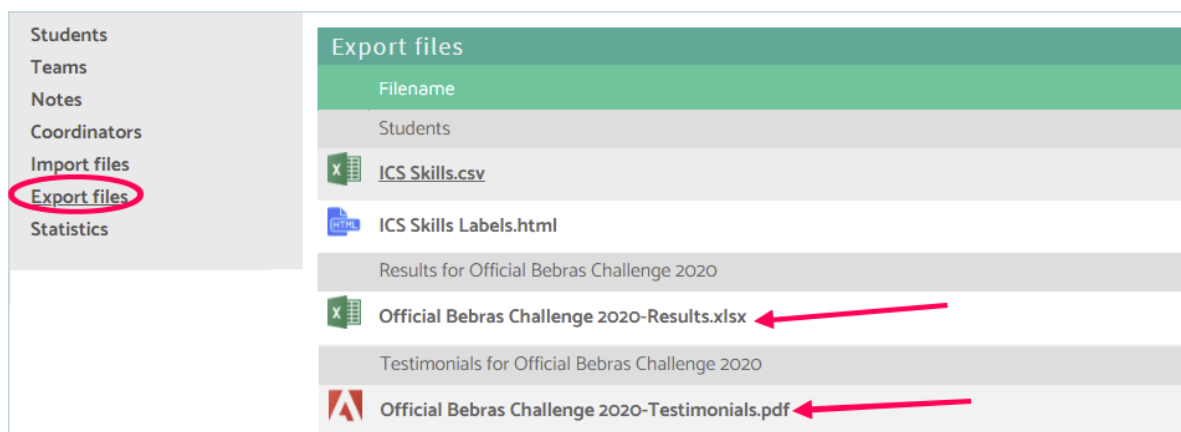 Students
Teams
Notes
Coordinators
Import files
Export files
Statistics
Export files
Filename
Students
ICS Skills.csv
HTML
ICS Skills Labels.html
Results for Official Bebras Challenge 2020
X
Official Bebras Challenge 2020-Results.xlsx
Testimonials for Official Bebras Challenge 2020
Official Bebras Challenge 2020-Testimonials.pdf